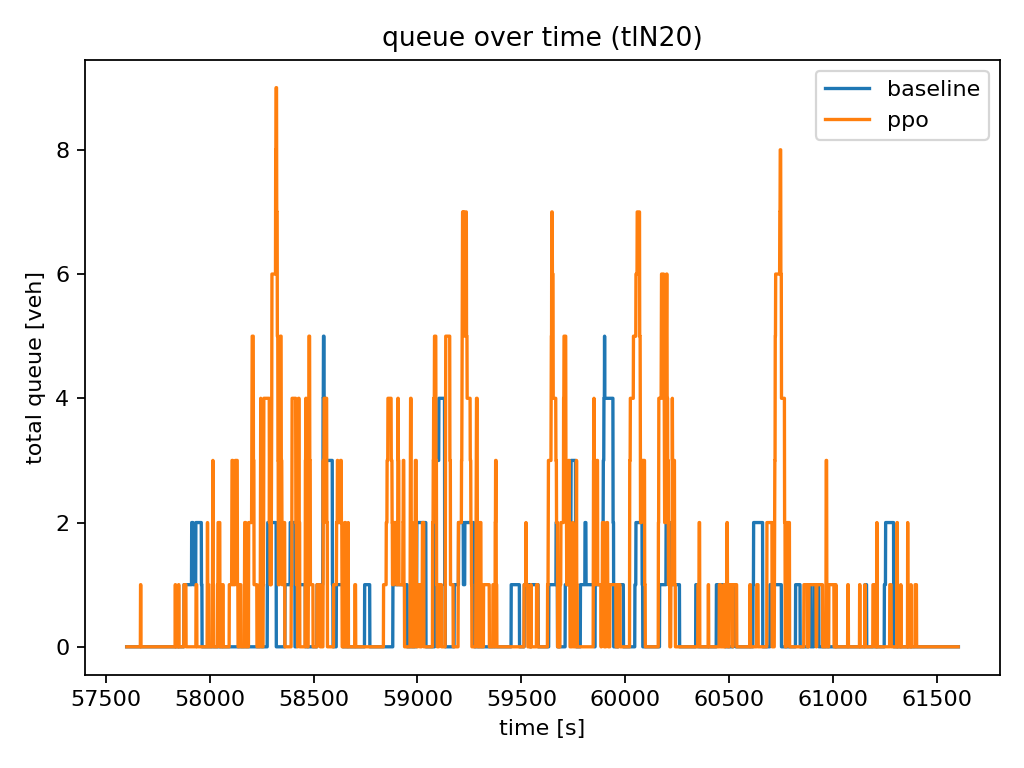 queue over time (tlN20)
baseline
ppo
total queue [veh]
8
6
4
2
0
57500 58000 58500 59000 59500 60000 60500 61000 61500
time [s]